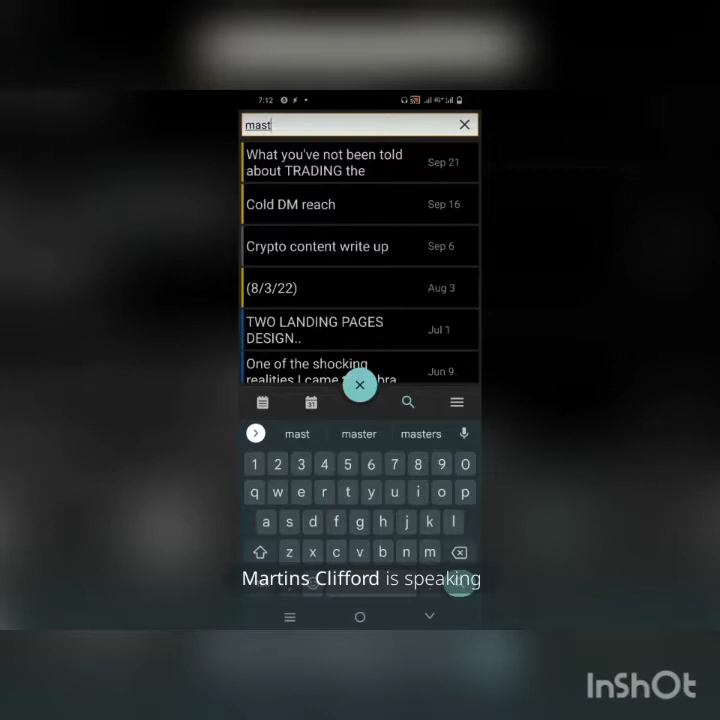 7:12
mast
What you've not been told
about TRADING the
Sep 21
Cold DM reach
Sep 16
Crypto content write up
Sep 6
(8/3/22)
Aug 3
TWO LANDING PAGES
DESIGN..
Jul 1
One of the shocking
realities I came
Jun 9
31
mast master masters
1 2 3 4 5 6 7 8 9 0
q w e r t y u i o p
a s d f g h j k l
z x c v b n m
Martins Clifford is speaking
InShOt